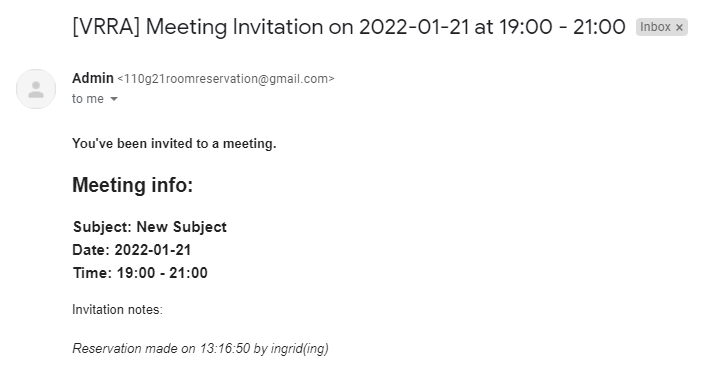 [VRRA] Meeting Invitation on 2022-01-21 at 19:00 - 21:00 Inbox ×
Admin <110g21roomreservation@gmail.com>
to me
You've been invited to a meeting.
Meeting info:
Subject: New Subject
Date: 2022-01-21
Time: 19:00 - 21:00
Invitation notes:
Reservation made on 13:16:50 by ingrid(ing)